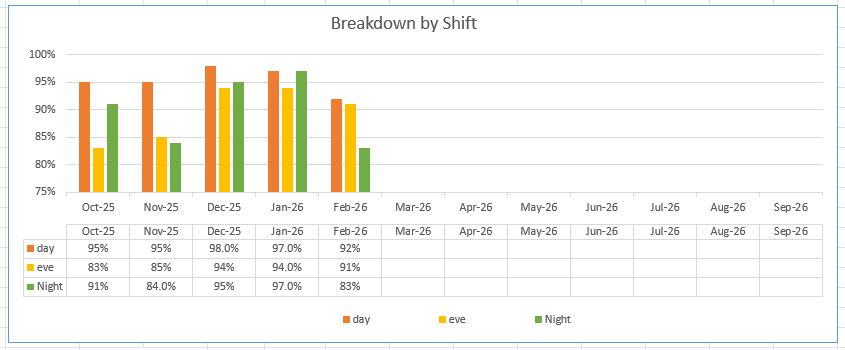 Breakdown by Shift
100%
95%
90%
85%
80%
75%
Oct-25 Nov-25 Dec-25 Jan-26 Feb-26 Mar-26 Apr-26 May-26 Jun-26 Jul-26 Aug-26 Sep-26
Oct-25 Nov-25 Dec-25 Jan-26 Feb-26 Mar-26 Apr-26 May-26 Jun-26 Jul-26 Aug-26 Sep-26
day 95% 95% 98.0% 97.0% 92%
eve 83% 85% 94% 94.0% 91%
Night 91% 84.0% 95% 97.0% 83%
day eve Night